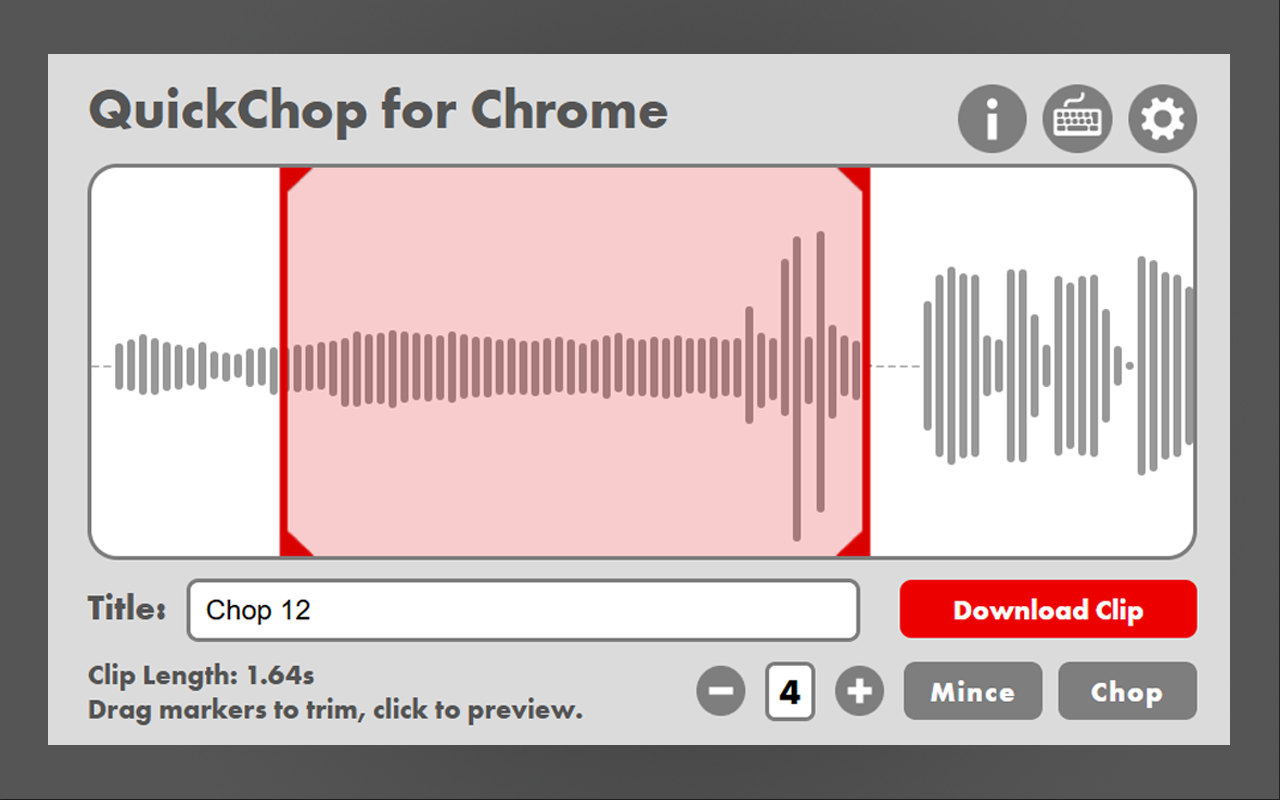 QuickChop for Chrome
Title:
Chop 12
Download Clip
Clip Length: 1.64s
Drag markers to trim, click to preview.
4
Mince
Chop